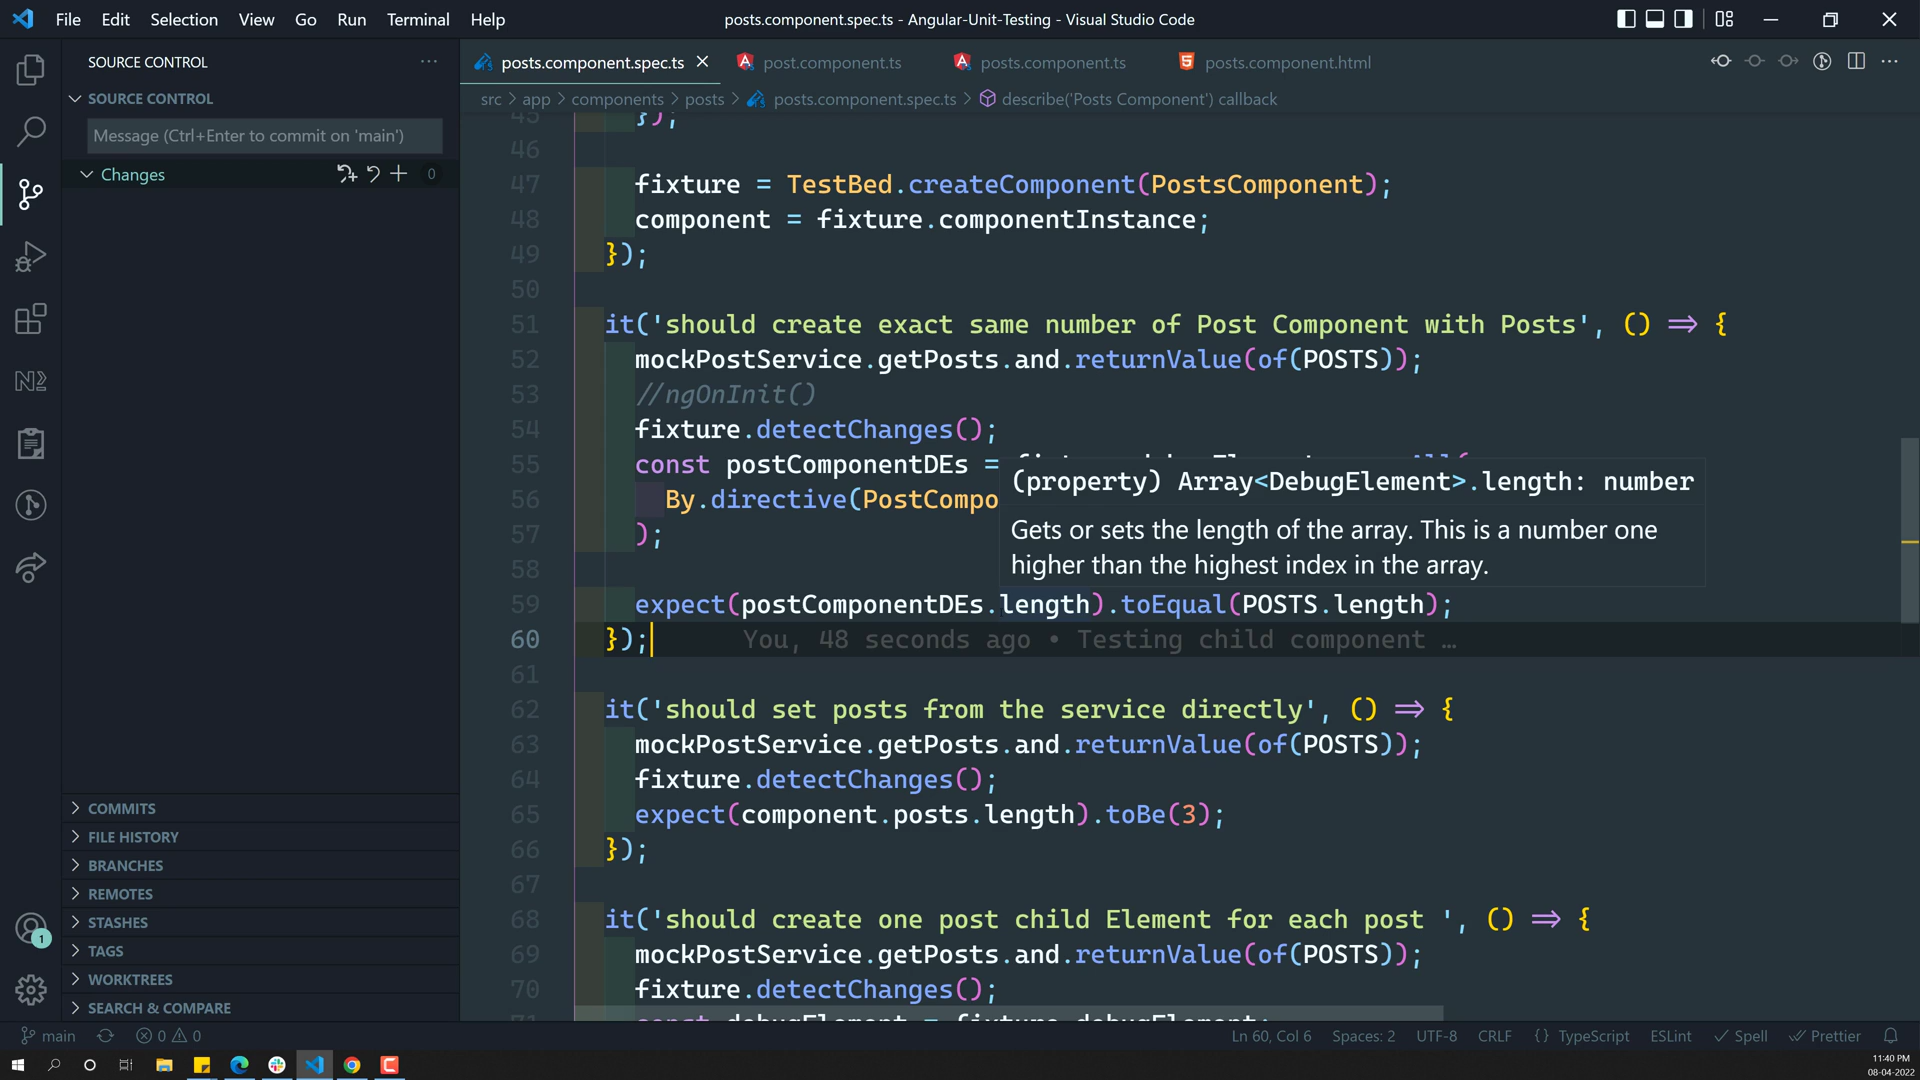 File Edit Selection View Go Run Terminal Help
posts.component.spec.ts - Angular-Unit-Testing - Visual Studio Code
SOURCE CONTROL
SOURCE CONTROL
Message (Ctrl+Enter to commit on 'main')
Changes 0
COMMITS
FILE HISTORY
BRANCHES
REMOTES
STASHES
TAGS
WORKTREES
SEARCH & COMPARE
1
posts.component.spec.ts post.component.ts posts.component.ts posts.component.html
src > app > components > posts > posts.component.spec.ts > describe('Posts Component') callback
45 });
46
47 fixture = TestBed.createComponent(PostsComponent);
48 component = fixture.componentInstance;
49 });
50
51 it('should create exact same number of Post Component with Posts', () => {
52 mockPostService.getPosts.and.returnValue(of(POSTS));
53 //ngOnInit()
54 fixture.detectChanges();
55 const postComponentDEs =
56 By.directive(PostCompo
57 );
58
(property) Array<DebugElement>.length: number
Gets or sets the length of the array. This is a number one
higher than the highest index in the array.
59 expect(postComponentDEs.length).toEqual(POSTS.length);
60 }); You, 48 seconds ago • Testing child component …
61
62 it('should set posts from the service directly', () => {
63 mockPostService.getPosts.and.returnValue(of(POSTS));
64 fixture.detectChanges();
65 expect(component.posts.length).toBe(3);
66 });
67
68 it('should create one post child Element for each post ', () => {
69 mockPostService.getPosts.and.returnValue(of(POSTS));
70 fixture.detectChanges();
71 const debugElement = fixture.debugElement;
main 0 0 Ln 60, Col 6 Spaces: 2 UTF-8 CRLF {} TypeScript ESLint Spell Prettier
11:40 PM
08-04-2022